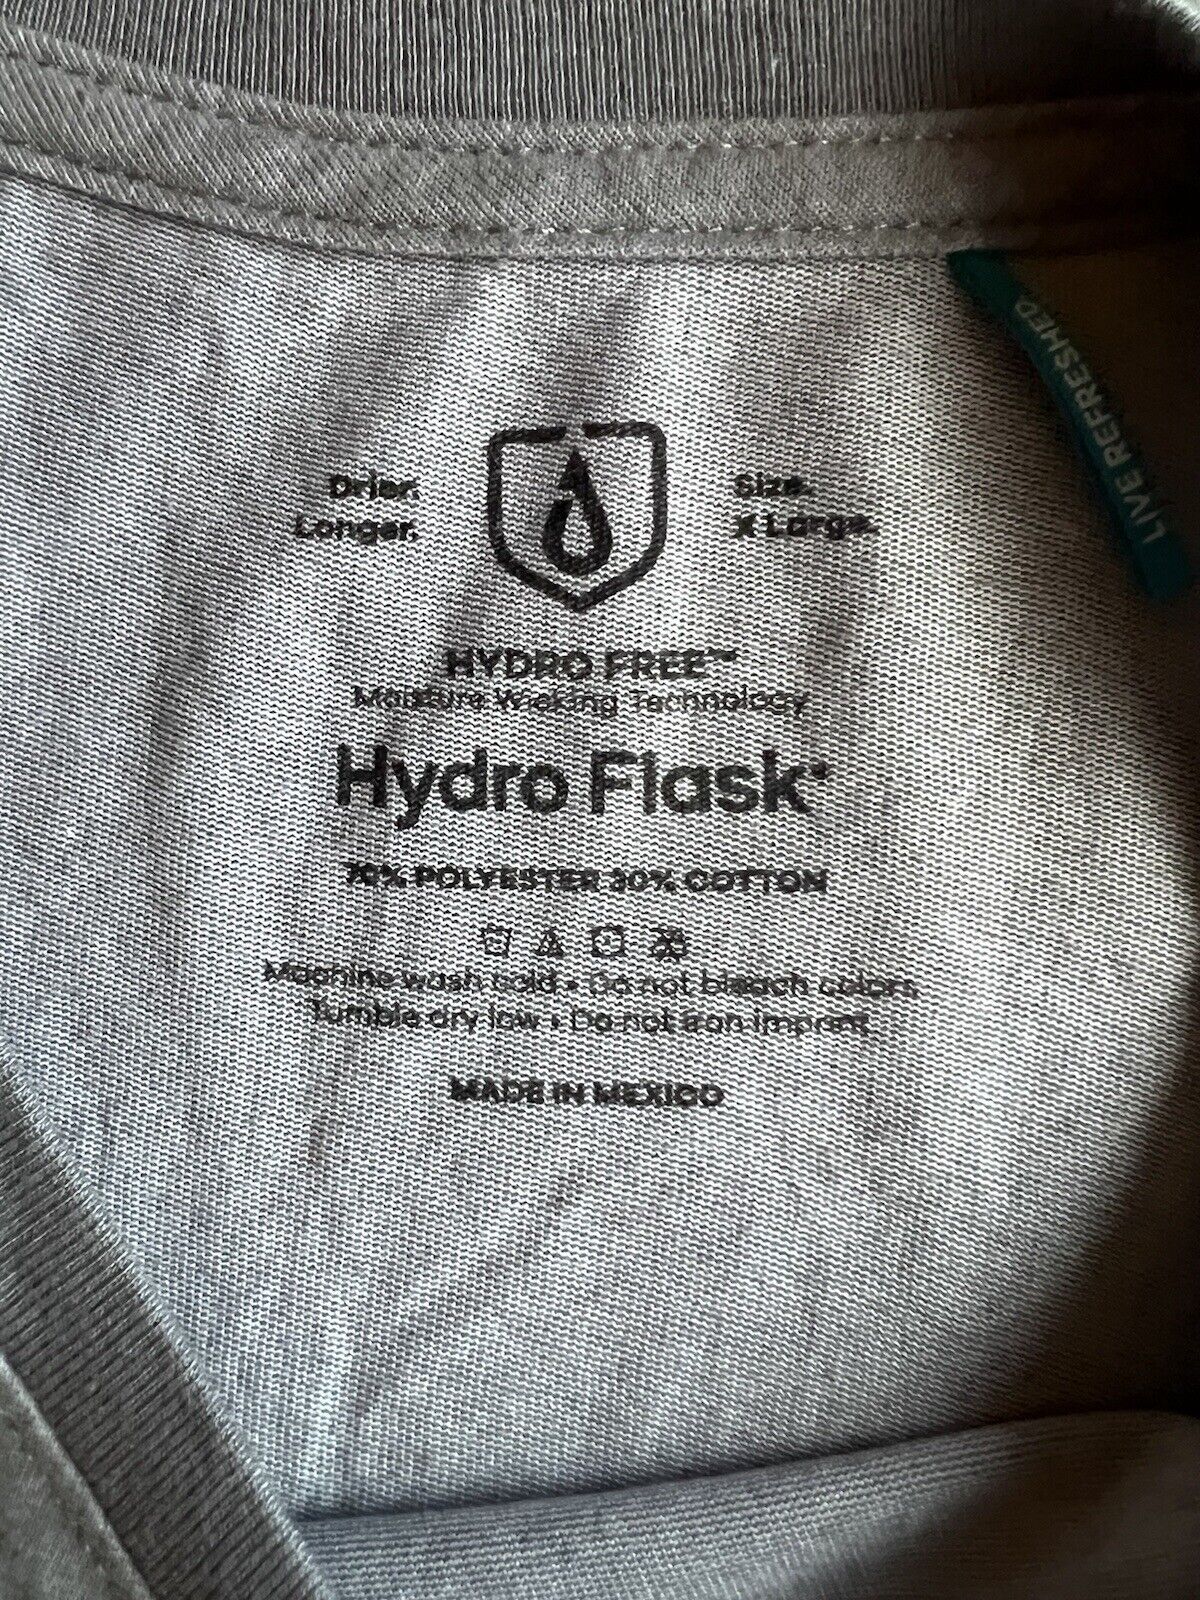 Drier.
Longer.
Size.
X Large.
HYDRO FREE™
Moisture Wicking Technology
Hydro Flask®
70% POLYESTER 30% COTTON
Machine wash cold • Do not bleach colors
Tumble dry low • Do not iron imprint
MADE IN MEXICO
LIVE REFRESHED